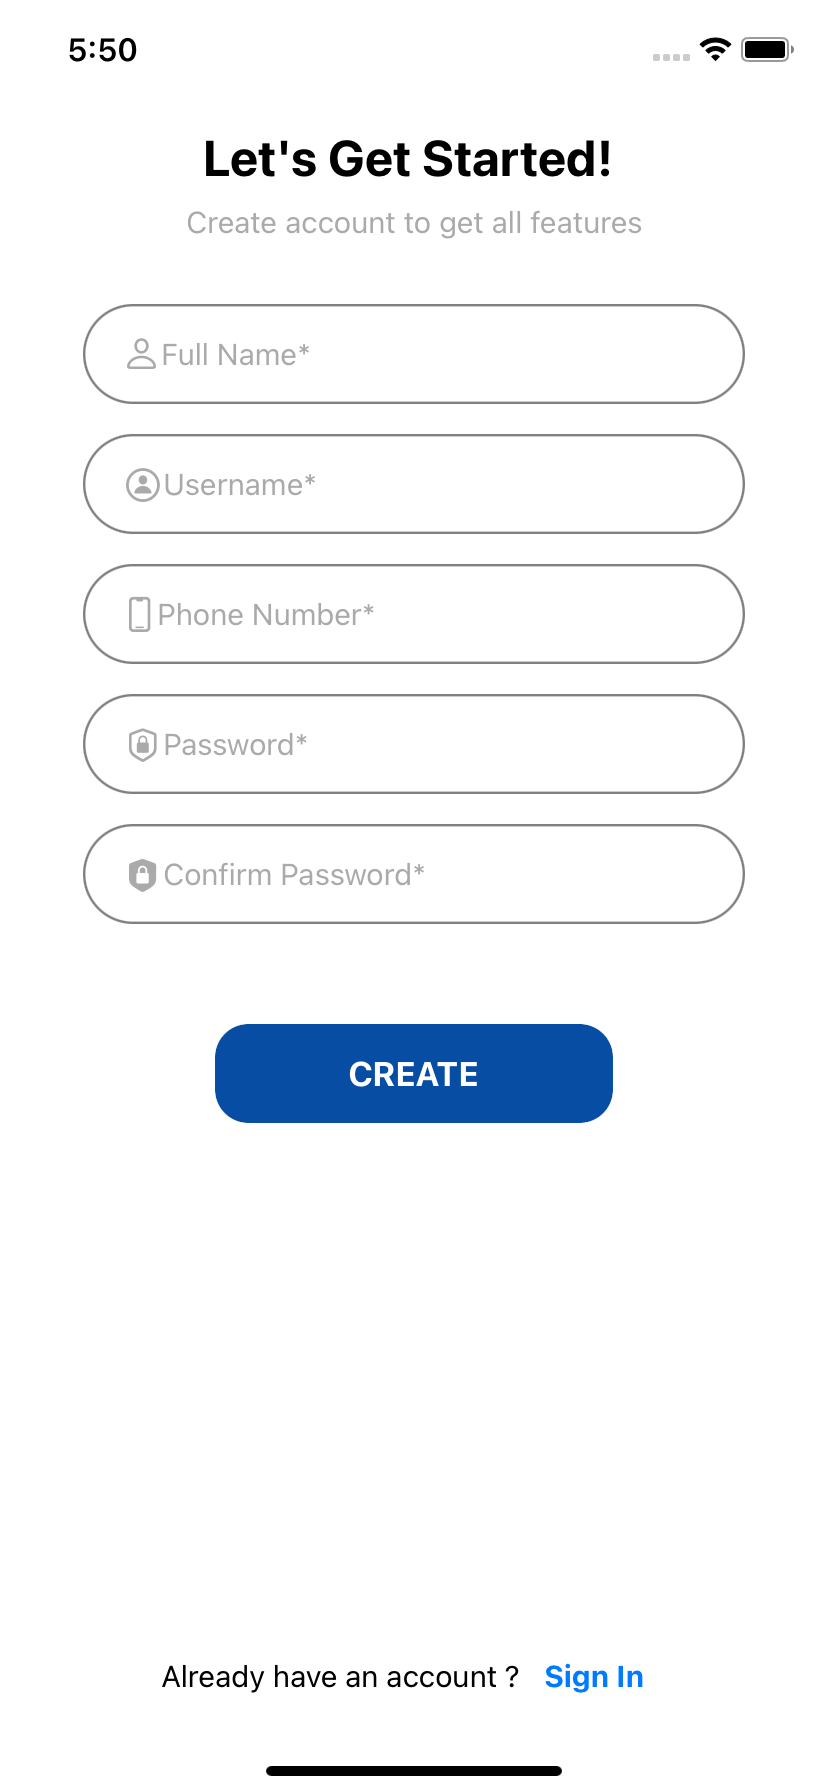 5:50
Let's Get Started!
Create account to get all features
Full Name*
Username*
Phone Number*
Password*
Confirm Password*
CREATE
Already have an account ? Sign In